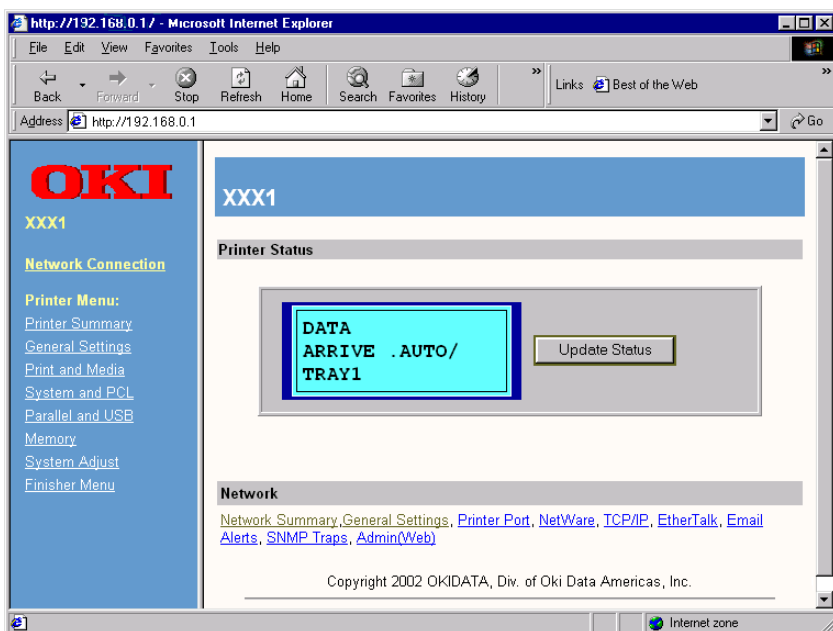 http://192.168.0.1/ - Microsoft Internet Explorer
File Edit View Favorites Tools Help
Back Forward Stop Refresh Home Search Favorites History » Links Best of the Web »
Address http://192.168.0.1 Go
OKI
XXX1
Network Connection
Printer Menu:
Printer Summary
General Settings
Print and Media
System and PCL
Parallel and USB
Memory
System Adjust
Finisher Menu
XXX1
Printer Status
DATA
ARRIVE .AUTO/
TRAY1
Update Status
Network
Network Summary,General Settings, Printer Port, NetWare, TCP/IP, EtherTalk, Email
Alerts, SNMP Traps, Admin(Web)
Copyright 2002 OKIDATA, Div. of Oki Data Americas, Inc.
Internet zone